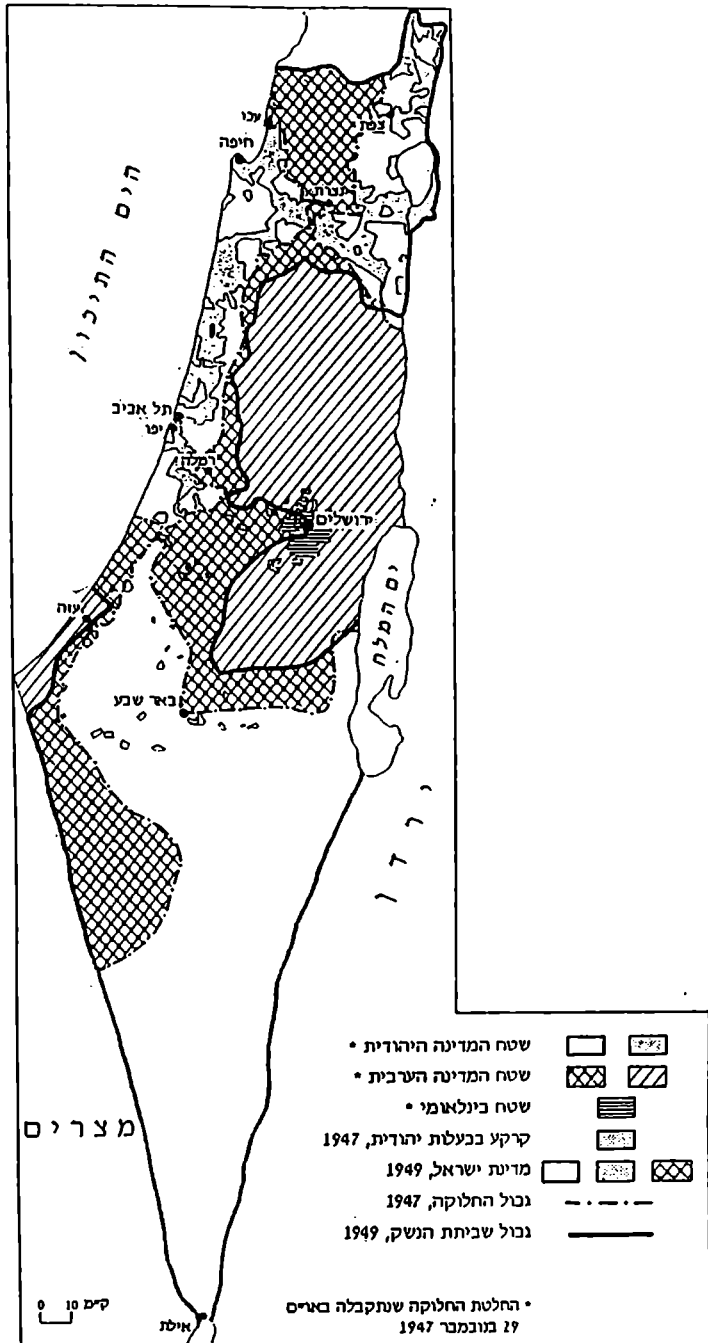 עכו
צפת
חיפה
נצרת
הים התיכון
תל אביב
יפו
רמלה
ירושלים
ים המלח
עזה
באר שבע
ירדן
מצרים
אילת
0 10 ק״מ
שטח המדינה היהודית *
שטח המדינה הערבית *
שטח בינלאומי *
קרקע בבעלות יהודית, 1947
מדינת ישראל, 1949
גבול החלוקה, 1947
גבול שביתת הנשק, 1949
* החלטת החלוקה שנתקבלה באו״ם
29 בנובמבר 1947